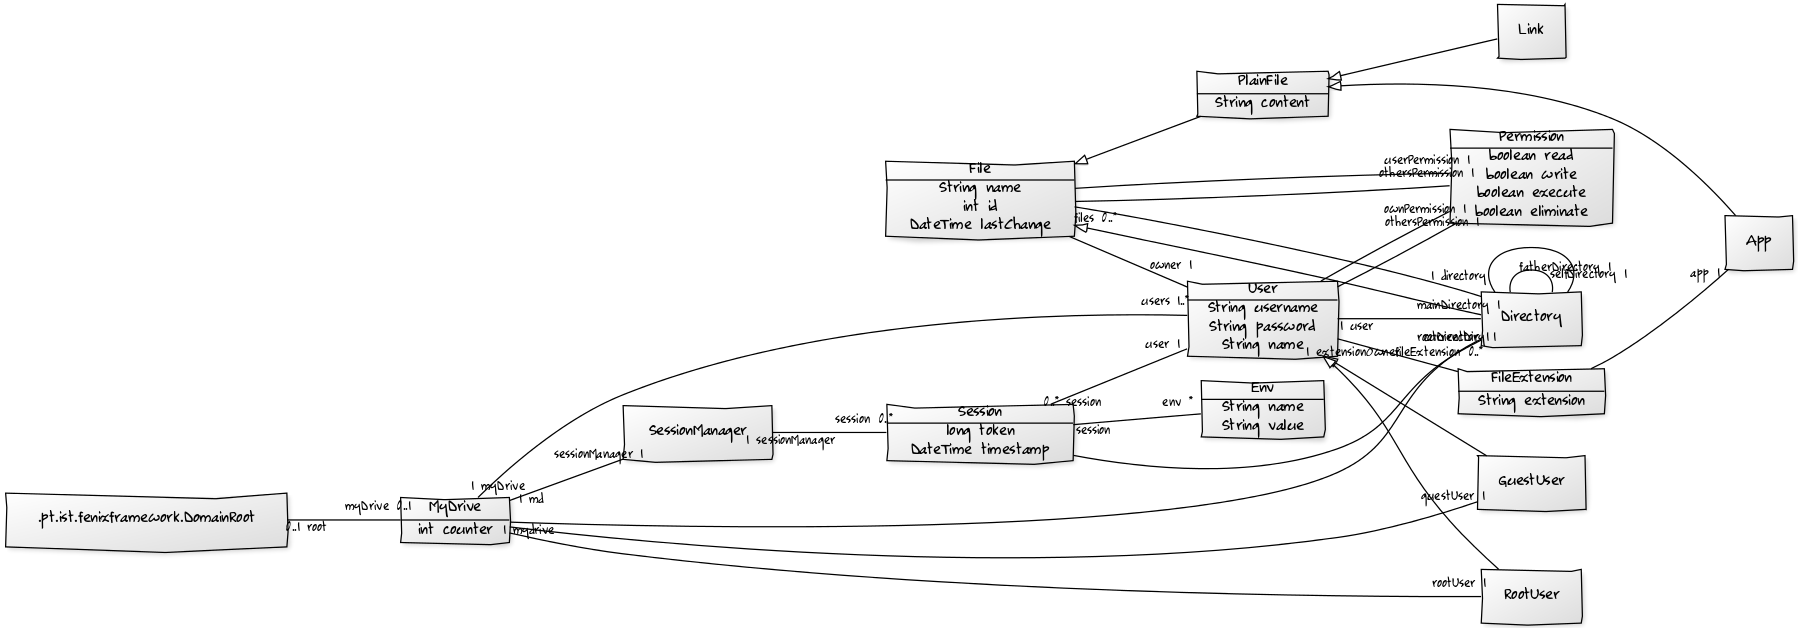 Link
PlainFile
String content
Permission
boolean read
boolean write
boolean execute
boolean eliminate
userPermission 1
othersPermission 1
ownPermission 1
othersPermission 1
File
String name
int id
DateTime lastChange
files 0..*
App
app 1
owner 1
1 directory
fatherDirectory 1
selfDirectory 1
Directory
mainDirectory 1
users 1..*
User
String username
String password
String name
1 user
user 1
1 extensionOwner
fileExtension 0..*
FileExtension
String extension
Env
String name
String value
env *
0..* session
session 0..*
Session
long token
DateTime timestamp
session
SessionManager
1 sessionManager
sessionManager 1
GuestUser
guestUser 1
1 myDrive
1 md
myDrive 0..1
MyDrive
int counter
1 mydrive
.pt.ist.fenixframework.DomainRoot
0..1 root
rootUser 1
RootUser